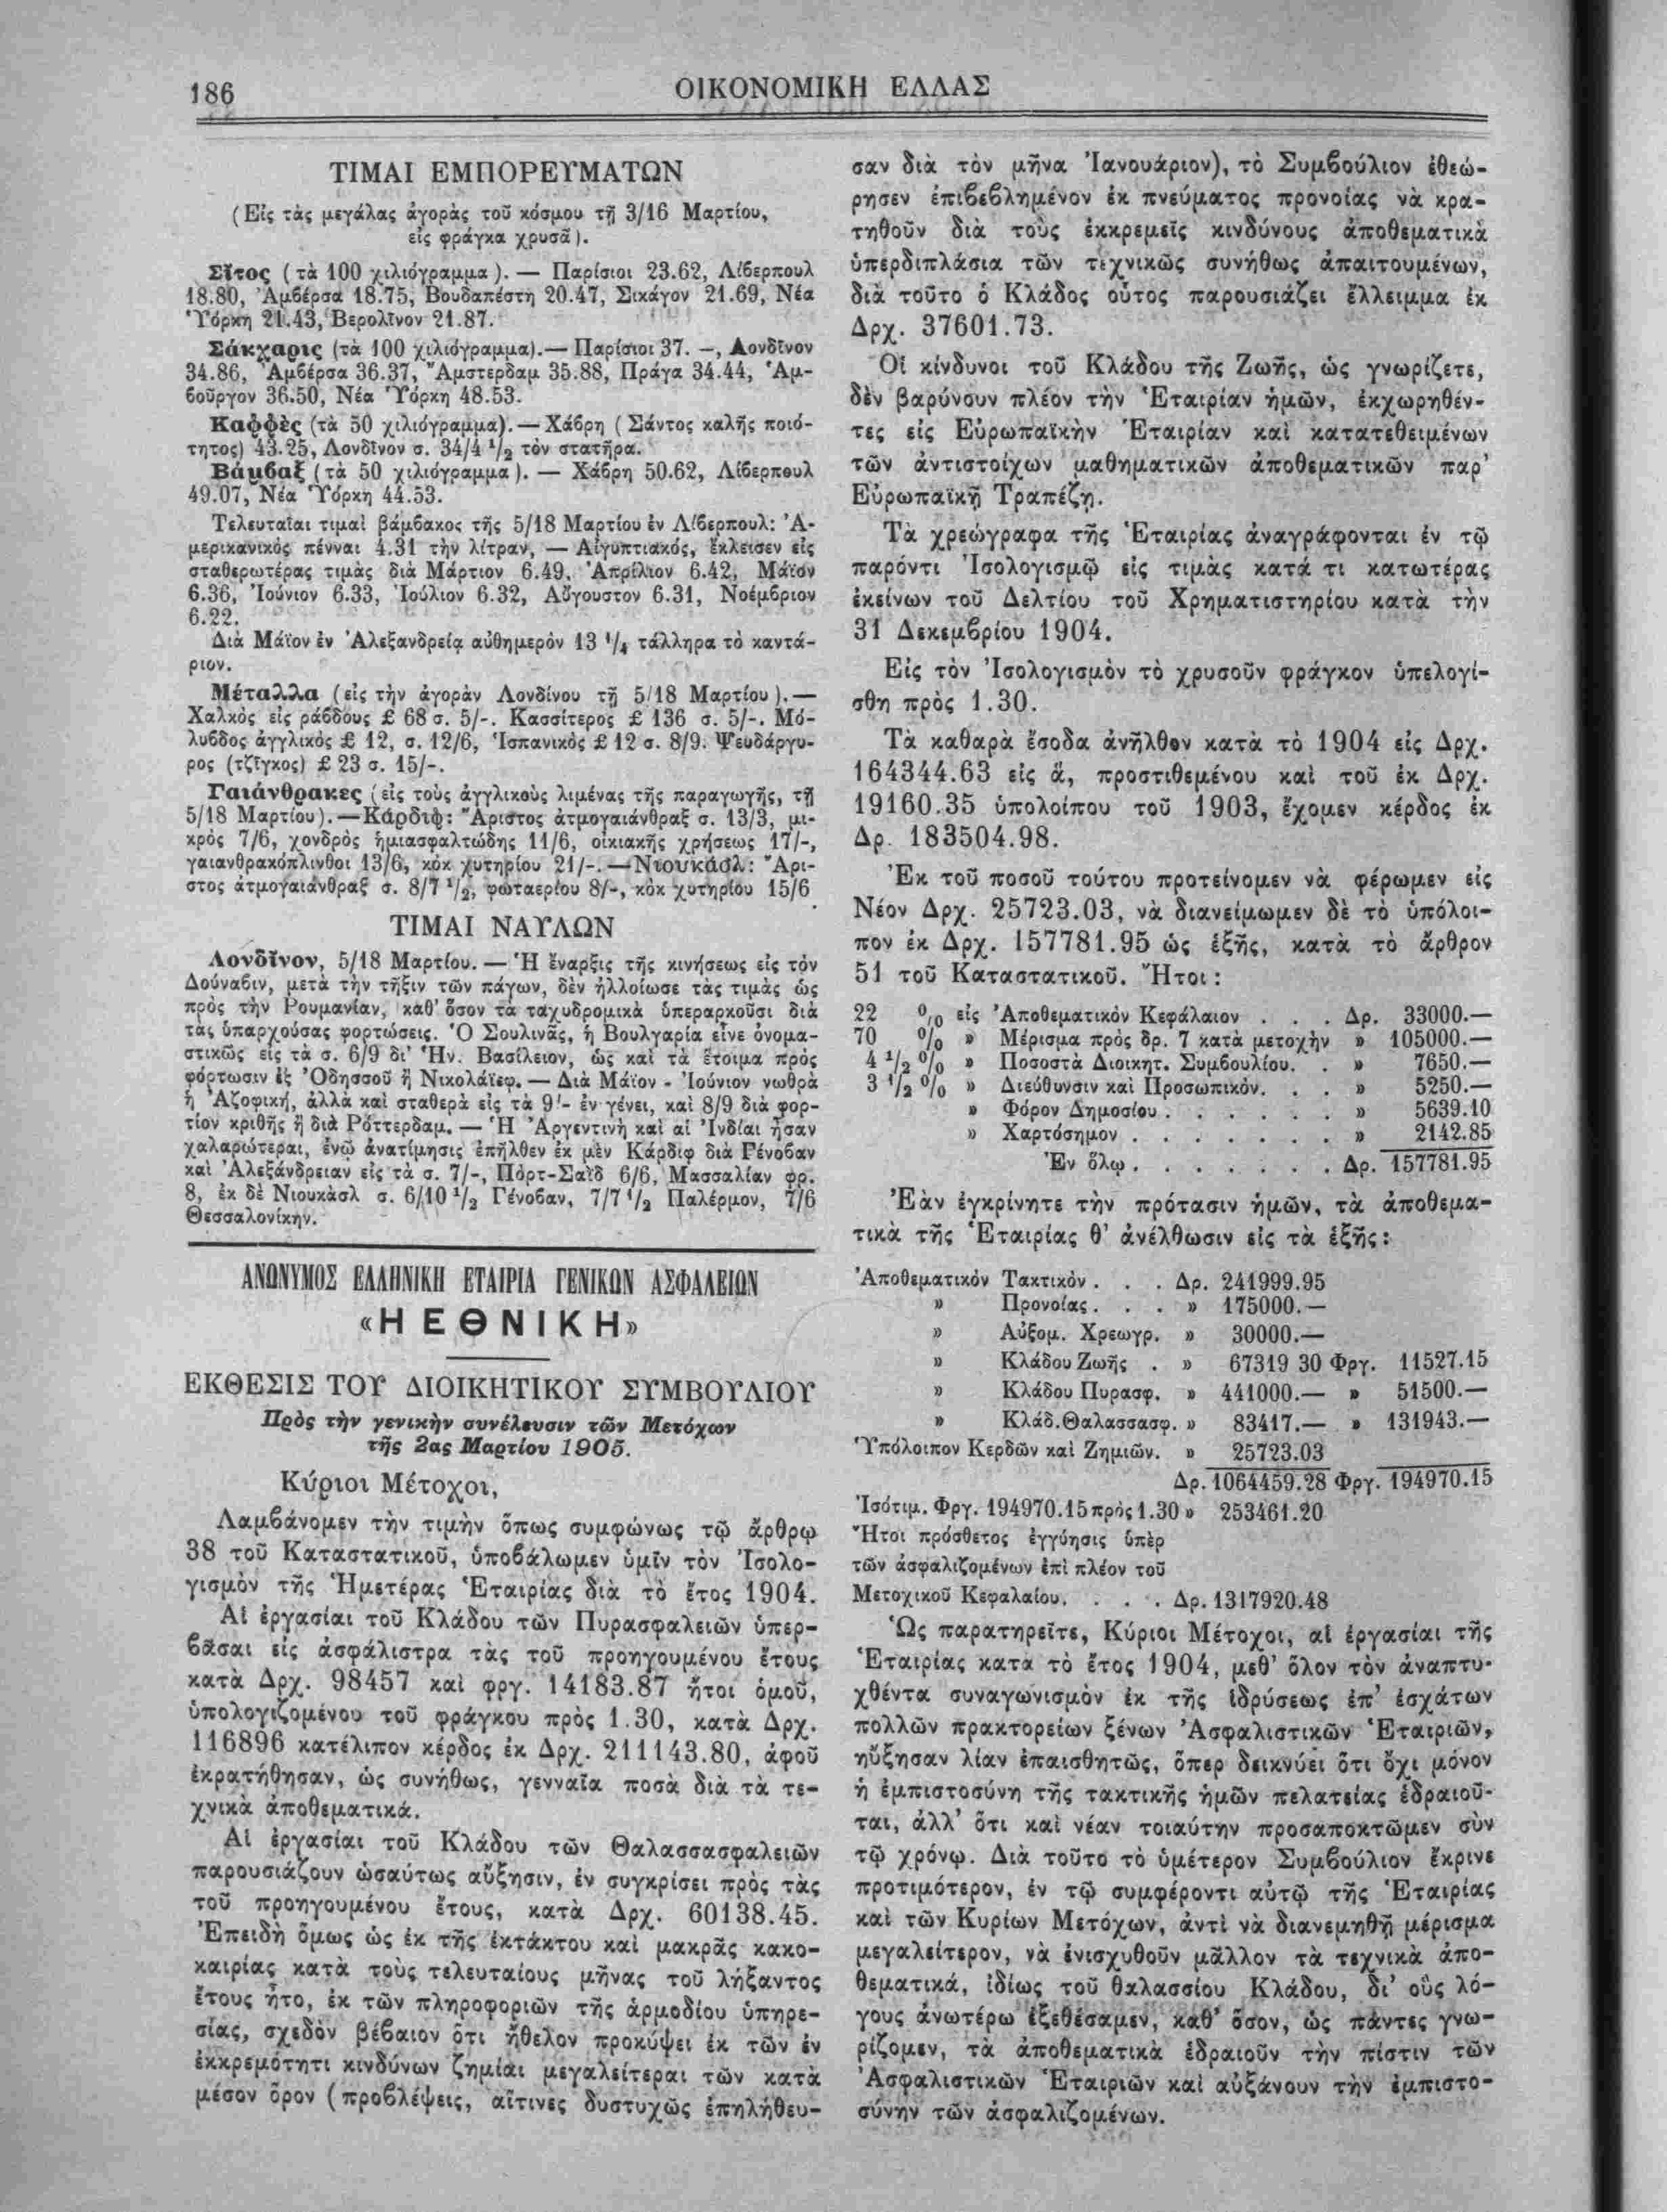 186
ΟΙΚΟΝΟΜΙΚΗ ΕΛΛΑΣ
ΤΙΜΑΙ ΕΜΠΟΡΕΥΜΑΤΩΝ
(Εἰς τὰς μεγάλας ἀγορὰς τοῦ κόσμου τῇ 3/16 Μαρτίου,
εἰς φράγκα χρυσᾶ).
Σῖτος (τὰ 100 χιλιόγραμμα). — Παρίσιοι 23.62, Λίβερπουλ
18.80, Ἀμβέρσα 18.75, Βουδαπέστη 20.47, Σικάγον 21.69, Νέα
Ὑόρκη 21.43, Βερολῖνον 21.87.
Σάκχαρις (τὰ 100 χιλιόγραμμα).— Παρίσιοι 37. —, Λονδῖνον
34.86, Ἀμβέρσα 36.37, Ἄμστερδαμ 35.88, Πράγα 34.44, Ἁμ-
βοῦργον 36.50, Νέα Ὑόρκη 48.53.
Καφφὲς (τὰ 50 χιλιόγραμμα).— Χάβρη (Σάντος καλῆς ποιό-
τητος) 43.25, Λονδῖνον σ. 34/4 1/2 τὸν στατῆρα.
Βάμβαξ (τὰ 50 χιλιόγραμμα). — Χάβρη 50.62, Λίβερπουλ
49.07, Νέα Ὑόρκη 44.53.
Τελευταῖαι τιμαὶ βάμβακος τῆς 5/18 Μαρτίου ἐν Λίβερπουλ: Ἀ-
μερικανικὸς πένναι 4.31 τὴν λίτραν, — Αἰγυπτιακός, ἔκλεισεν εἰς
σταθερωτέρας τιμὰς διὰ Μάρτιον 6.49, Ἀπρίλιον 6.42, Μάϊον
6.36, Ἰούνιον 6.33, Ἰούλιον 6.32, Αὔγουστον 6.31, Νοέμβριον
6.22.
Διὰ Μάϊον ἐν Ἀλεξανδρείᾳ αὐθημερὸν 13 1/4 τάλληρα τὸ καντά-
ριον.
Μέταλλα (εἰς τὴν ἀγορὰν Λονδίνου τῇ 5/18 Μαρτίου).—
Χαλκὸς εἰς ράβδους £ 68 σ. 5/-. Κασσίτερος £ 136 σ. 5/-. Μό-
λυβδος ἀγγλικὸς £ 12, σ. 12/6, Ἱσπανικὸς £ 12 σ. 8/9. Ψευδάργυ-
ρος (τζῖγκος) £ 23 σ. 15/-.
Γαιάνθρακες (εἰς τοὺς ἀγγλικοὺς λιμένας τῆς παραγωγῆς, τῇ
5/18 Μαρτίου).—Κάρδιφ: Ἄριστος ἀτμογαιάνθραξ σ. 13/3, μι-
κρὸς 7/6, χονδρὸς ἡμιασφαλτώδης 11/6, οἰκιακῆς χρήσεως 17/-,
γαιανθρακόπλινθοι 13/6, κὸκ χυτηρίου 21/-.—Νιουκάσλ: Ἄρι-
στος ἀτμογαιάνθραξ σ. 8/7 1/2, φωταερίου 8/-, κὸκ χυτηρίου 15/6
ΤΙΜΑΙ ΝΑΥΛΩΝ
Λονδῖνον, 5/18 Μαρτίου. — Ἡ ἔναρξις τῆς κινήσεως εἰς τὸν
Δούναβιν, μετὰ τὴν τῆξιν τῶν πάγων, δὲν ἠλλοίωσε τὰς τιμὰς ὡς
πρὸς τὴν Ρουμανίαν, καθ' ὅσον τὰ ταχυδρομικὰ ὑπεραρκοῦσι διὰ
τὰς ὑπαρχούσας φορτώσεις. Ὁ Σουλινᾶς, ἡ Βουλγαρία εἶνε ὀνομα-
στικῶς εἰς τὰ σ. 6/9 δι' Ἡν. Βασίλειον, ὡς καὶ τὰ ἕτοιμα πρὸς
φόρτωσιν ἐξ Ὀδησσοῦ ἢ Νικολάϊεφ. — Διὰ Μάϊον - Ἰούνιον νωθρὰ
ἡ Ἀζοφική, ἀλλὰ καὶ σταθερὰ εἰς τὰ 9/- ἐν γένει, καὶ 8/9 διὰ φορ-
τίον κριθῆς ἢ διὰ Ρόττερδαμ. — Ἡ Ἀργεντινὴ καὶ αἱ Ἰνδίαι ἦσαν
χαλαρώτεραι, ἐνῷ ἀνατίμησις ἐπῆλθεν ἐκ μὲν Κάρδιφ διὰ Γένοβαν
καὶ Ἀλεξάνδρειαν εἰς τὰ σ. 7/-, Πὸρτ-Σαῒδ 6/6, Μασσαλίαν φρ.
8, ἐκ δὲ Νιουκὰσλ σ. 6/10 1/2 Γένοβαν, 7/7 1/2 Παλέρμον, 7/6
Θεσσαλονίκην.
ΑΝΩΝΥΜΟΣ ΕΛΛΗΝΙΚΗ ΕΤΑΙΡΙΑ ΓΕΝΙΚΩΝ ΑΣΦΑΛΕΙΩΝ
«Η ΕΘΝΙΚΗ»
ΕΚΘΕΣΙΣ ΤΟΥ ΔΙΟΙΚΗΤΙΚΟΥ ΣΥΜΒΟΥΛΙΟΥ
Πρὸς τὴν γενικὴν συνέλευσιν τῶν Μετόχων
τῆς 2ας Μαρτίου 1905.
Κύριοι Μέτοχοι,
Λαμβάνομεν τὴν τιμὴν ὅπως συμφώνως τῷ ἄρθρῳ
38 τοῦ Καταστατικοῦ, ὑποβάλωμεν ὑμῖν τὸν Ἰσολο-
γισμὸν τῆς Ἡμετέρας Ἑταιρίας διὰ τὸ ἔτος 1904.
Αἱ ἐργασίαι τοῦ Κλάδου τῶν Πυρασφαλειῶν ὑπερ-
βᾶσαι εἰς ἀσφάλιστρα τὰς τοῦ προηγουμένου ἔτους
κατὰ Δρχ. 98457 καὶ φργ. 14183.87 ἤτοι ὁμοῦ,
ὑπολογιζομένου τοῦ φράγκου πρὸς 1.30, κατὰ Δρχ.
116896 κατέλιπον κέρδος ἐκ Δρχ. 211143.80, ἀφοῦ
ἐκρατήθησαν, ὡς συνήθως, γενναῖα ποσὰ διὰ τὰ τε-
χνικὰ ἀποθεματικά.
Αἱ ἐργασίαι τοῦ Κλάδου τῶν Θαλασσασφαλειῶν
παρουσιάζουν ὡσαύτως αὔξησιν, ἐν συγκρίσει πρὸς τὰς
τοῦ προηγουμένου ἔτους, κατὰ Δρχ. 60138.45.
Ἐπειδὴ ὅμως ὡς ἐκ τῆς ἐκτάκτου καὶ μακρᾶς κακο-
καιρίας κατὰ τοὺς τελευταίους μῆνας τοῦ λήξαντος
ἔτους ἦτο, ἐκ τῶν πληροφοριῶν τῆς ἁρμοδίου ὑπηρε-
σίας, σχεδὸν βέβαιον ὅτι ἤθελον προκύψει ἐκ τῶν ἐν
ἐκκρεμότητι κινδύνων ζημίαι μεγαλείτεραι τῶν κατὰ
μέσον ὅρον (προβλέψεις, αἵτινες δυστυχῶς ἐπηλήθευ-
σαν διὰ τὸν μῆνα Ἰανουάριον), τὸ Συμβούλιον ἐθεώ-
ρησεν ἐπιβεβλημένον ἐκ πνεύματος προνοίας νὰ κρα-
τηθοῦν διὰ τοὺς ἐκκρεμεῖς κινδύνους ἀποθεματικὰ
ὑπερδιπλάσια τῶν τεχνικῶς συνήθως ἀπαιτουμένων,
διὰ τοῦτο ὁ Κλάδος οὗτος παρουσιάζει ἔλλειμμα ἐκ
Δρχ. 37601.73.
Οἱ κίνδυνοι τοῦ Κλάδου τῆς Ζωῆς, ὡς γνωρίζετε,
δὲν βαρύνουν πλέον τὴν Ἑταιρίαν ἡμῶν, ἐκχωρηθέν-
τες εἰς Εὐρωπαϊκὴν Ἑταιρίαν καὶ κατατεθειμένων
τῶν ἀντιστοίχων μαθηματικῶν ἀποθεματικῶν παρ'
Εὐρωπαϊκῇ Τραπέζῃ.
Τὰ χρεώγραφα τῆς Ἑταιρίας ἀναγράφονται ἐν τῷ
παρόντι Ἰσολογισμῷ εἰς τιμὰς κατά τι κατωτέρας
ἐκείνων τοῦ Δελτίου τοῦ Χρηματιστηρίου κατὰ τὴν
31 Δεκεμβρίου 1904.
Εἰς τὸν Ἰσολογισμὸν τὸ χρυσοῦν φράγκον ὑπελογί-
σθη πρὸς 1.30.
Τὰ καθαρὰ ἔσοδα ἀνῆλθον κατὰ τὸ 1904 εἰς Δρχ.
164344.63 εἰς ἅ, προστιθεμένου καὶ τοῦ ἐκ Δρχ.
19160.35 ὑπολοίπου τοῦ 1903, ἔχομεν κέρδος ἐκ
Δρ. 183504.98.
Ἐκ τοῦ ποσοῦ τούτου προτείνομεν νὰ φέρωμεν εἰς
Νέον Δρχ. 25723.03, νὰ διανείμωμεν δὲ τὸ ὑπόλοι-
πον ἐκ Δρχ. 157781.95 ὡς ἑξῆς, κατὰ τὸ ἄρθρον
51 τοῦ Καταστατικοῦ. Ἤτοι:
22 % εἰς Ἀποθεματικὸν Κεφάλαιον . . . Δρ. 33000.—
70 % » Μέρισμα πρὸς δρ. 7 κατὰ μετοχὴν » 105000.—
4 1/2 % » Ποσοστὰ Διοικητ. Συμβουλίου. . » 7650.—
3 1/2 % » Διεύθυνσιν καὶ Προσωπικόν. . . » 5250.—
» Φόρον Δημοσίου . . . . . . » 5639.10
» Χαρτόσημον . . . . . . . » 2142.85
Ἐν ὅλῳ. . . . . . . Δρ. 157781.95
Ἐὰν ἐγκρίνητε τὴν πρότασιν ἡμῶν, τὰ ἀποθεμα-
τικὰ τῆς Ἑταιρίας θ' ἀνέλθωσιν εἰς τὰ ἑξῆς:
Ἀποθεματικὸν Τακτικὸν . . . Δρ. 241999.95
» Προνοίας. . . » 175000.—
» Αὐξομ. Χρεωγρ. » 30000.—
» Κλάδου Ζωῆς . » 67319 30 Φργ. 11527.15
» Κλάδου Πυρασφ. » 441000.— » 51500.—
» Κλάδ. Θαλασσασφ. » 83417.— » 131943.—
Ὑπόλοιπον Κερδῶν καὶ Ζημιῶν. » 25723.03
Δρ. 1064459.28 Φργ. 194970.15
Ἰσότιμ. Φργ. 194970.15 πρὸς 1.30 » 253461.20
Ἤτοι πρόσθετος ἐγγύησις ὑπὲρ
τῶν ἀσφαλιζομένων ἐπὶ πλέον τοῦ
Μετοχικοῦ Κεφαλαίου. . . . Δρ. 1317920.48
Ὡς παρατηρεῖτε, Κύριοι Μέτοχοι, αἱ ἐργασίαι τῆς
Ἑταιρίας κατὰ τὸ ἔτος 1904, μεθ' ὅλον τὸν ἀναπτυ-
χθέντα συναγωνισμὸν ἐκ τῆς ἱδρύσεως ἐπ' ἐσχάτων
πολλῶν πρακτορείων ξένων Ἀσφαλιστικῶν Ἑταιριῶν,
ηὔξησαν λίαν ἐπαισθητῶς, ὅπερ δεικνύει ὅτι ὄχι μόνον
ἡ ἐμπιστοσύνη τῆς τακτικῆς ἡμῶν πελατείας ἑδραιοῦ-
ται, ἀλλ' ὅτι καὶ νέαν τοιαύτην προσαποκτῶμεν σὺν
τῷ χρόνῳ. Διὰ τοῦτο τὸ ὑμέτερον Συμβούλιον ἔκρινε
προτιμότερον, ἐν τῷ συμφέροντι αὐτῷ τῆς Ἑταιρίας
καὶ τῶν Κυρίων Μετόχων, ἀντὶ νὰ διανεμηθῇ μέρισμα
μεγαλείτερον, νὰ ἐνισχυθοῦν μᾶλλον τὰ τεχνικὰ ἀπο-
θεματικά, ἰδίως τοῦ θαλασσίου Κλάδου, δι' οὓς λό-
γους ἀνωτέρω ἐξεθέσαμεν, καθ' ὅσον, ὡς πάντες γνω-
ρίζομεν, τὰ ἀποθεματικὰ ἑδραιοῦν τὴν πίστιν τῶν
Ἀσφαλιστικῶν Ἑταιριῶν καὶ αὐξάνουν τὴν ἐμπιστο-
σύνην τῶν ἀσφαλιζομένων.